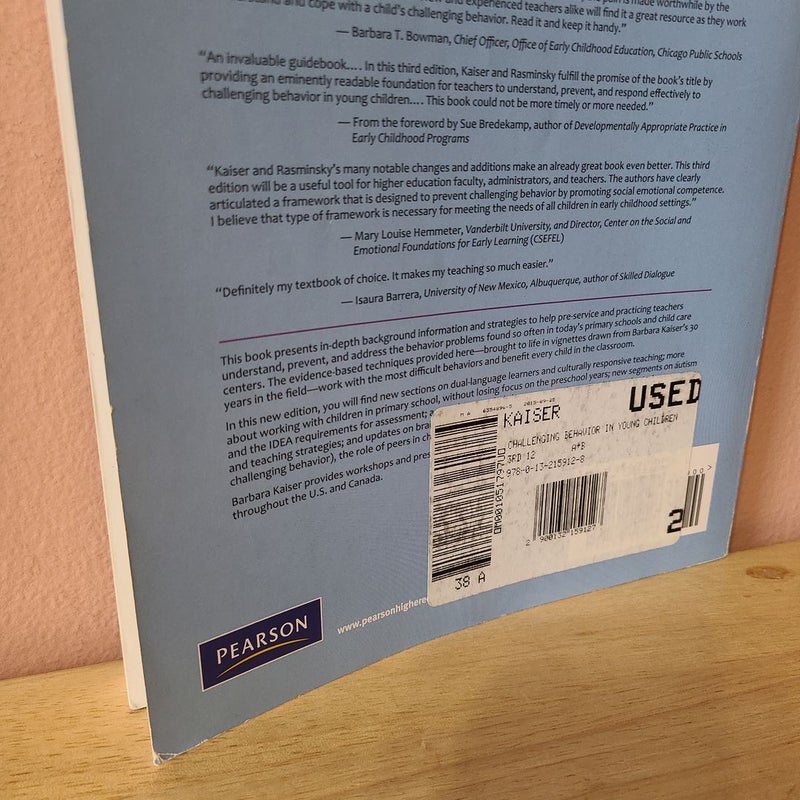 experienced teachers alike will find it a great resource as they work
cope with a child's challenging behavior. Read it and keep it handy."
— Barbara T. Bowman, Chief Officer, Office of Early Childhood Education, Chicago Public Schools
"An invaluable guidebook.... In this third edition, Kaiser and Rasminsky fulfill the promise of the book's title by
providing an eminently readable foundation for teachers to understand, prevent, and respond effectively to
challenging behavior in young children.... This book could not be more timely or more needed."
— From the foreword by Sue Bredekamp, author of Developmentally Appropriate Practice in
Early Childhood Programs
"Kaiser and Rasminsky's many notable changes and additions make an already great book even better. This third
edition will be a useful tool for higher education faculty, administrators, and teachers. The authors have clearly
articulated a framework that is designed to prevent challenging behavior by promoting social emotional competence.
I believe that type of framework is necessary for meeting the needs of all children in early childhood settings."
— Mary Louise Hemmeter, Vanderbilt University, and Director, Center on the Social and
Emotional Foundations for Early Learning (CSEFEL)
"Definitely my textbook of choice. It makes my teaching so much easier."
— Isaura Barrera, University of New Mexico, Albuquerque, author of Skilled Dialogue
This book presents in-depth background information and strategies to help pre-service and practicing teachers
understand, prevent, and address the behavior problems found so often in today's primary schools and child care
centers. The evidence-based techniques provided here—brought to life in vignettes drawn from Barbara Kaiser's 30
years in the field—work with the most difficult behaviors and benefit every child in the classroom.
In this new edition, you will find new sections on dual-language learners and culturally responsive teaching; more
about working with children in primary school, without losing focus on the preschool years; new segments on autism
and the IDEA requirements for assessment;
and teaching strategies; and updates on
challenging behavior), the role of peers in
Barbara Kaiser provides workshops and
throughout the U.S. and Canada.
KAISER
USED
CHALLENGING BEHAVIOR IN YOUNG CHILDREN
3RD 12 A*B
978-0-13-215912-8
2 900132 159127
2
38 A
PEARSON
www.pearsonhighere